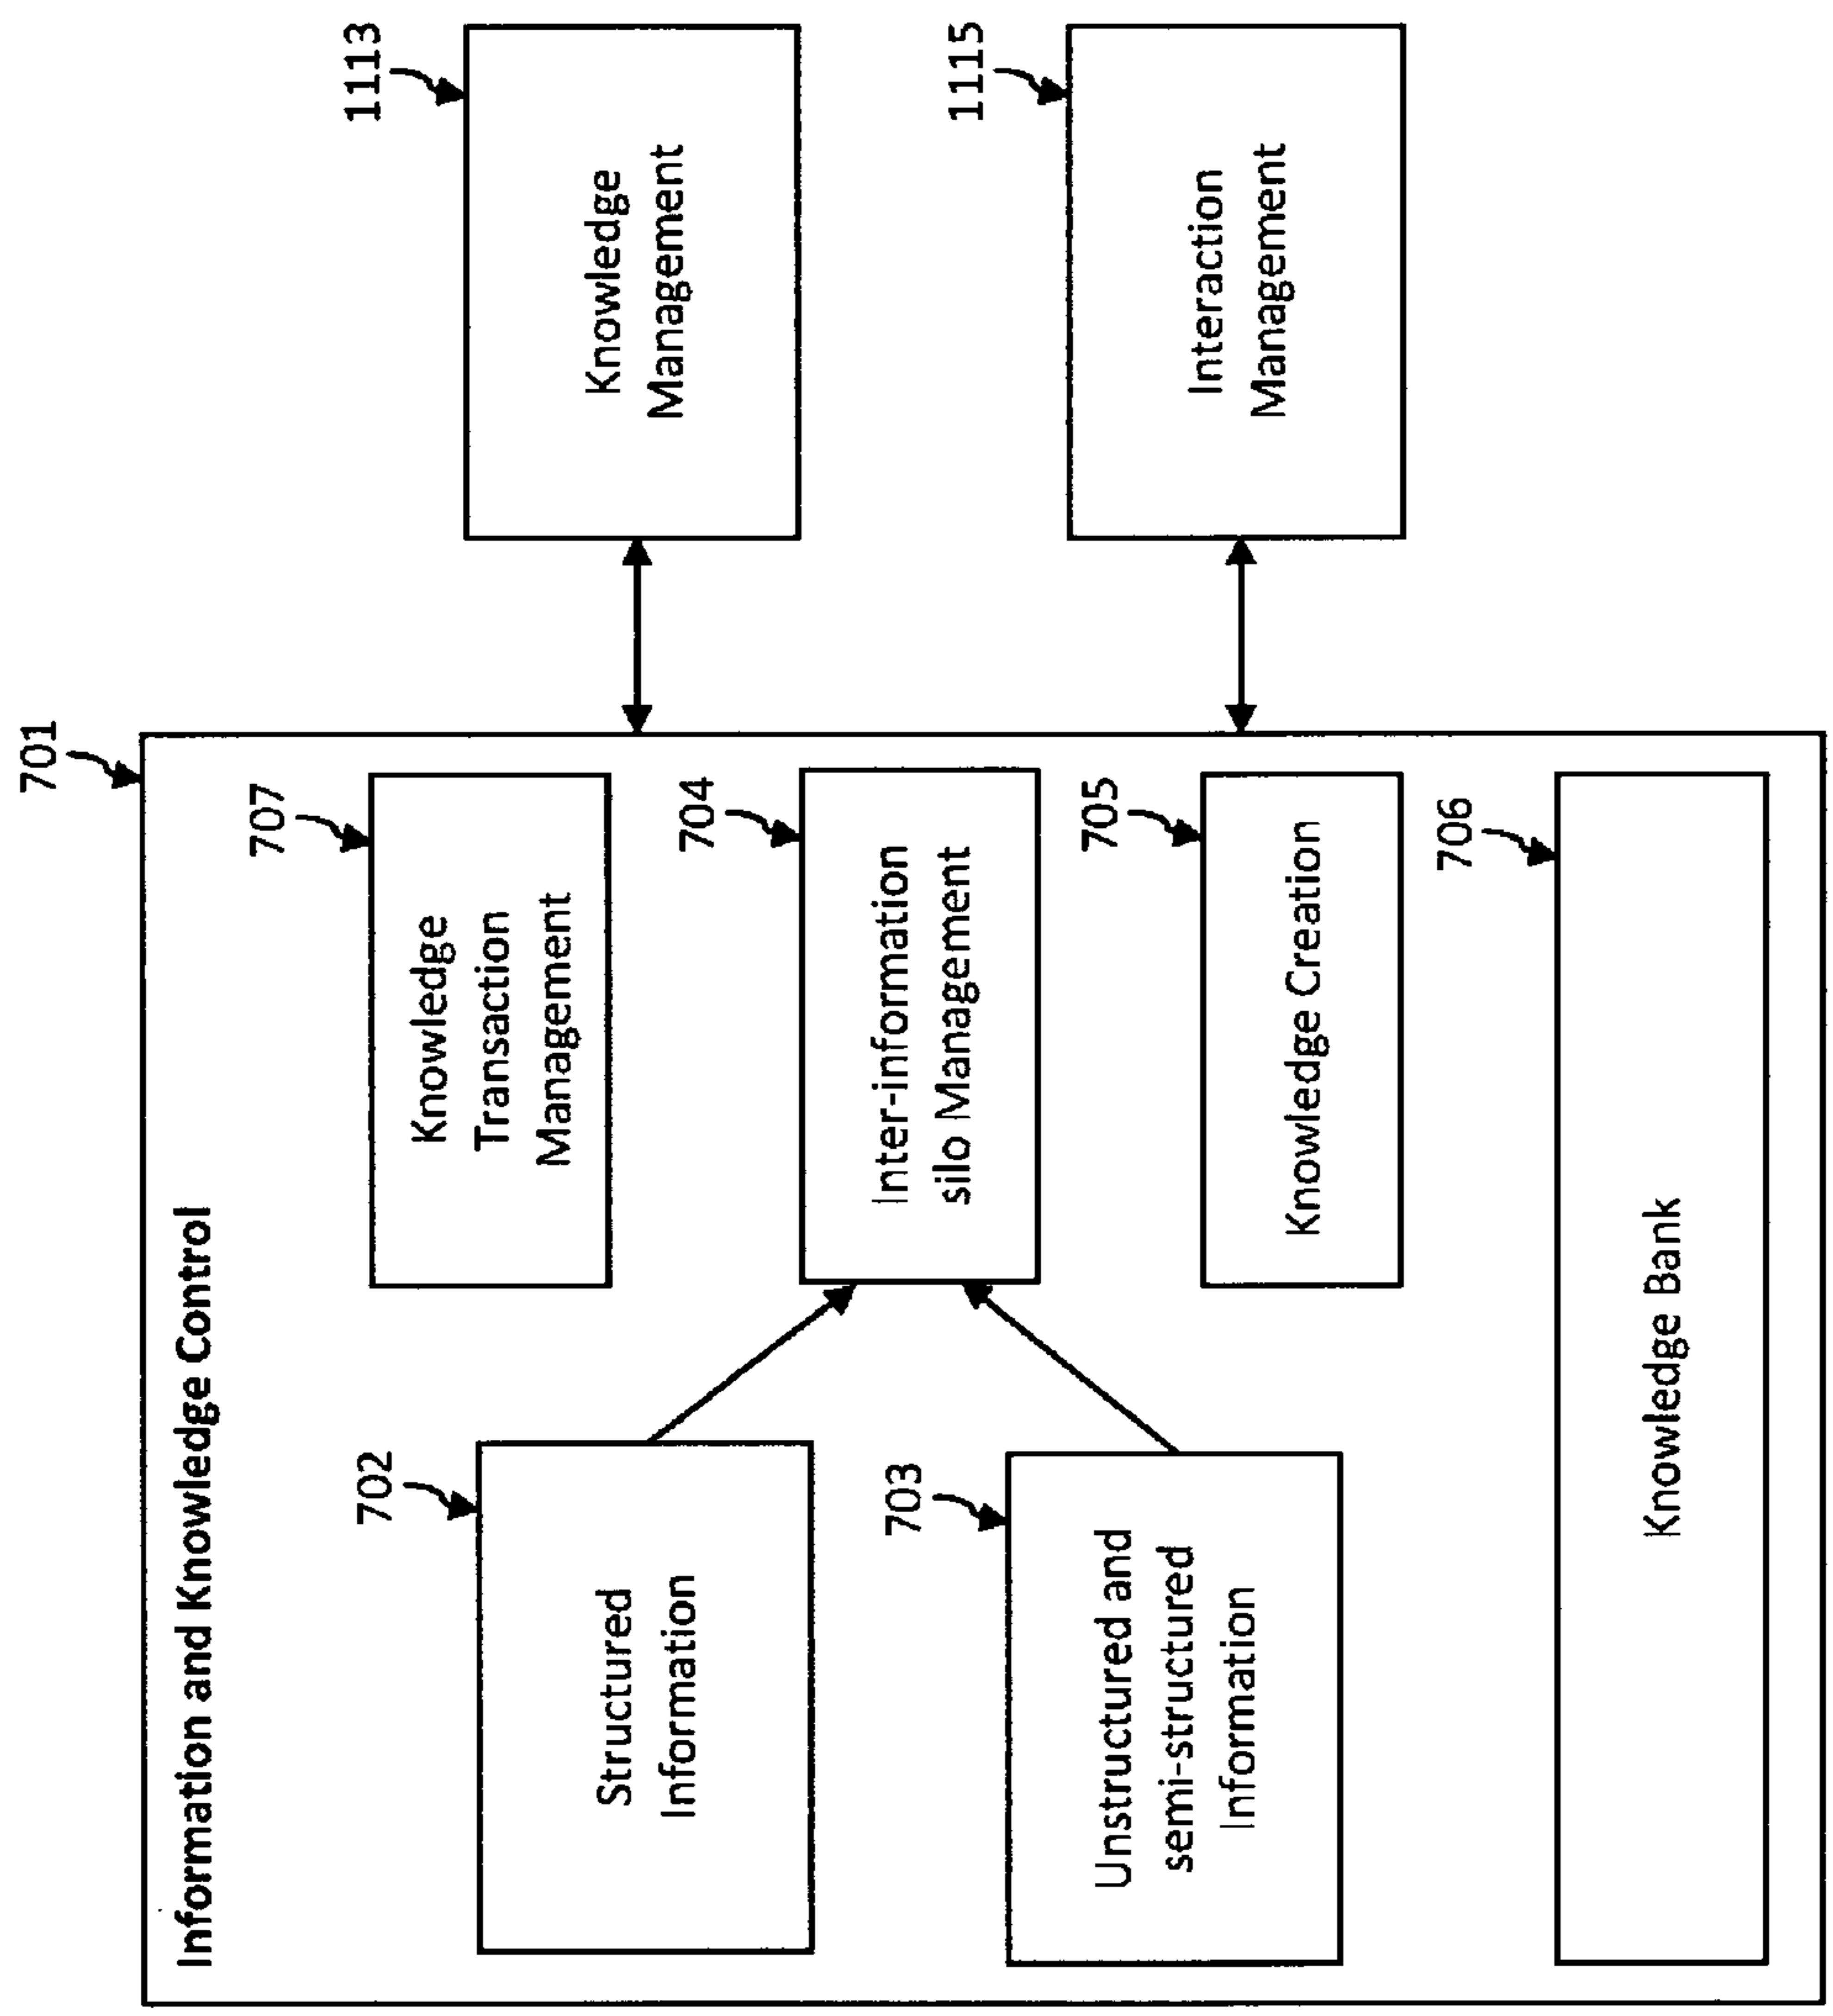 701
Information and Knowledge Control
702
Structured
Information
707
Knowledge
Transaction
Management
1113
Knowledge
Management
703
Unstructured and
semi-structured
Information
704
Inter-information
silo Management
705
Knowledge Creation
1115
Interaction
Management
706
Knowledge Bank